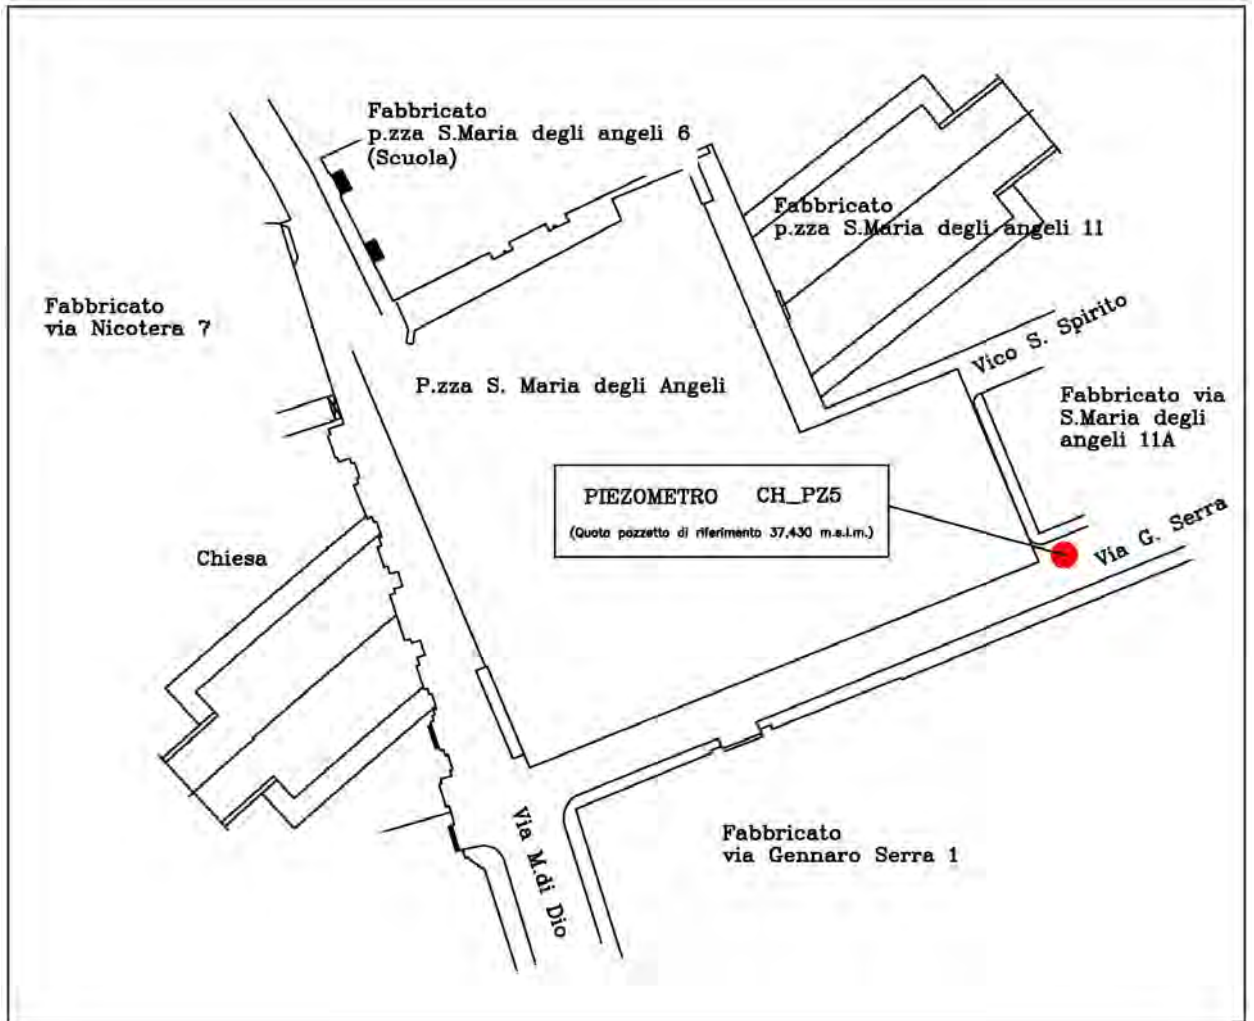 Fabbricato
p.zza S.Maria degli angeli 6
(Scuola)
Fabbricato
p.zza S.Maria degli angeli 11
Fabbricato
via Nicotera 7
Vico S. Spirito
P.zza S. Maria degli Angeli
Fabbricato via
S.Maria degli
angeli 11A
PIEZOMETRO CH_PZ5
(Quota pozzetto di riferimento 37,430 m.s.l.m.)
Via G. Serra
Chiesa
Via M.di Dio
Fabbricato
via Gennaro Serra 1